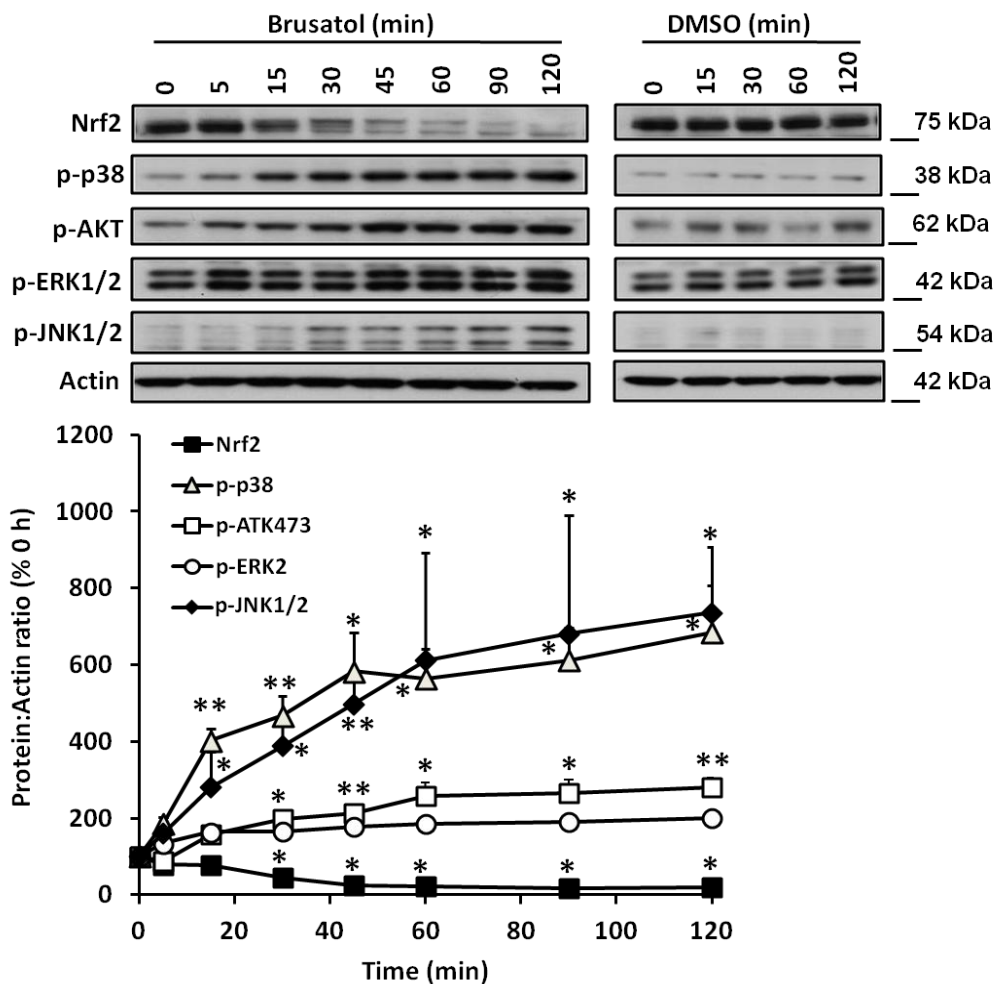 Brusatol (min)
DMSO (min)
0 5 15 30 45 60 90 120
0 15 30 60 120
Nrf2
75 kDa
p-p38
38 kDa
p-AKT
62 kDa
p-ERK1/2
42 kDa
p-JNK1/2
54 kDa
Actin
42 kDa
Nrf2
p-p38
p-ATK473
p-ERK2
p-JNK1/2
Protein:Actin ratio (% 0 h)
1200
1000
800
600
400
200
0
* * *
* *
** ** **
*
* *
* ** * * **
* * * * *
0 20 40 60 80 100 120
Time (min)